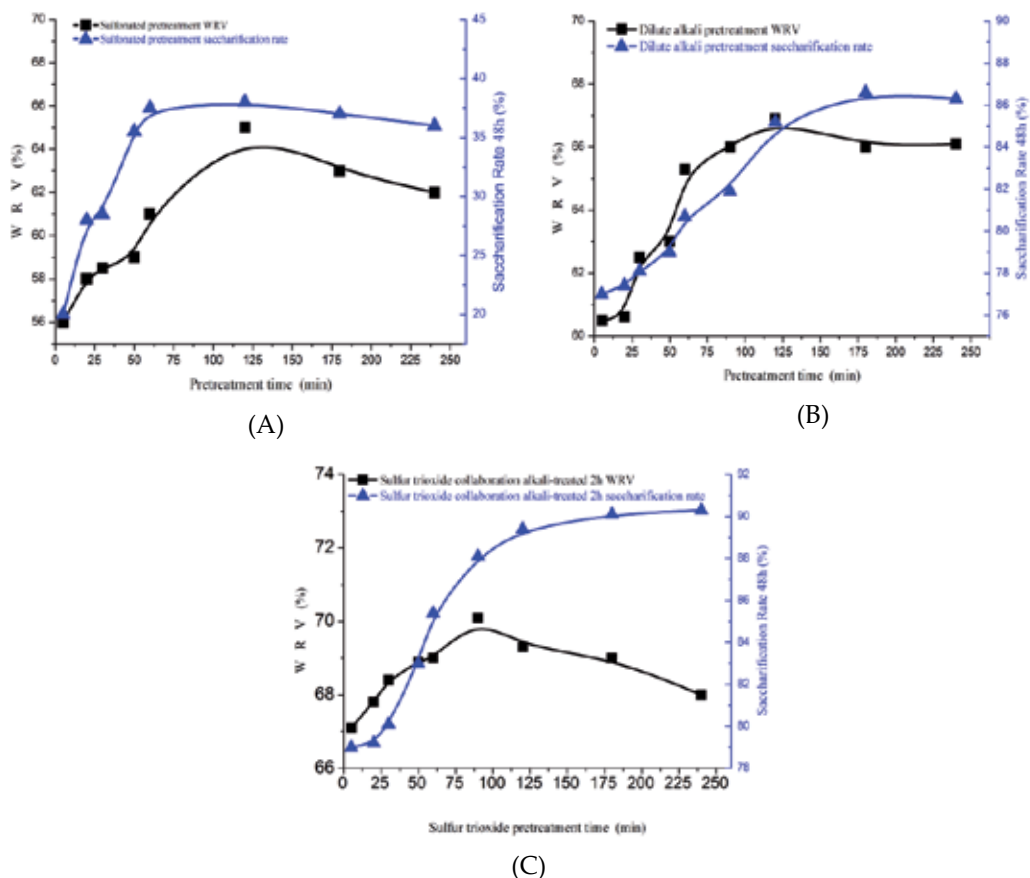 Sulfonated pretreatment WRV
Sulfonated pretreatment saccharification rate
70
68
66
64
62
60
58
56
W R V (%)
45
40
35
30
25
20
Saccharification Rate 48h (%)
0 25 50 75 100 125 150 175 200 225 250
Pretreatment time (min)
(A)
Dilute alkali pretreatment WRV
Dilute alkali pretreatment saccharification rate
70
68
66
64
62
60
W R V (%)
90
88
86
84
82
80
78
76
Saccharification Rate 48h (%)
0 25 50 75 100 125 150 175 200 225 250
Pretreatment time (min)
(B)
Sulfur trioxide collaboration alkali-treated 2h WRV
Sulfur trioxide collaboration alkali-treated 2h saccharification rate
74
72
70
68
66
W R V (%)
92
90
88
86
84
82
80
78
Saccharification Rate 48h (%)
0 25 50 75 100 125 150 175 200 225 250
Sulfur trioxide pretreatment time (min)
(C)